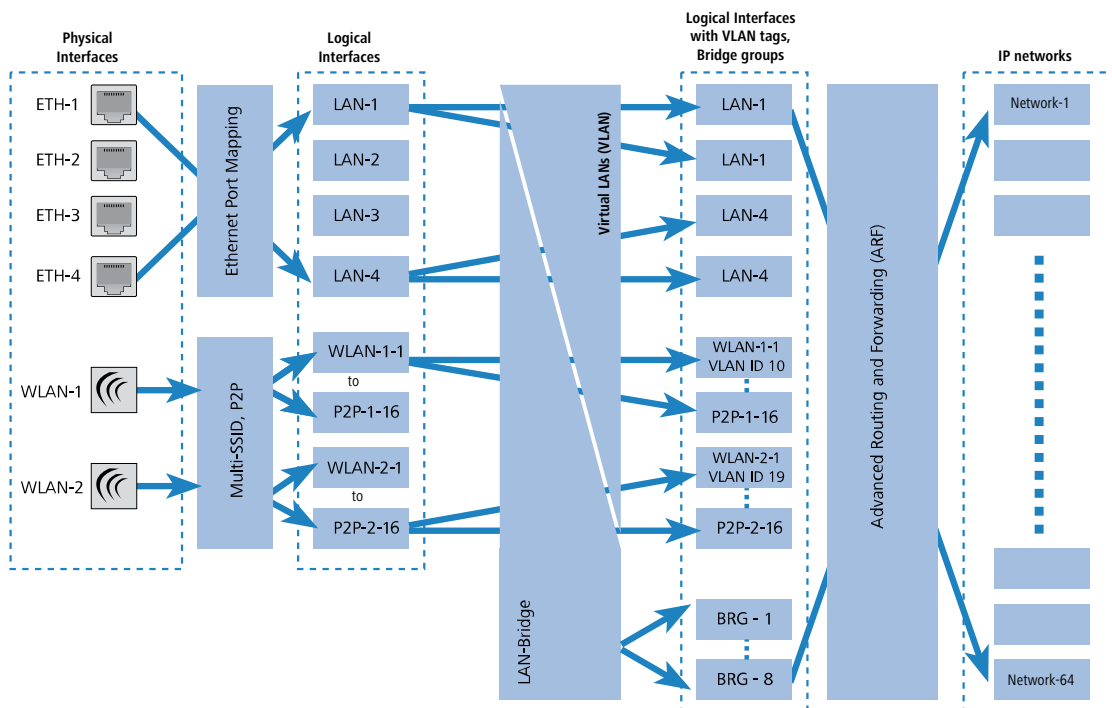 Physical
Interfaces
Logical
Interfaces
Logical Interfaces
with VLAN tags,
Bridge groups
IP networks
ETH-1
ETH-2
ETH-3
ETH-4
WLAN-1
WLAN-2
Ethernet Port Mapping
Multi-SSID, P2P
LAN-1
LAN-2
LAN-3
LAN-4
WLAN-1-1
to
P2P-1-16
WLAN-2-1
to
P2P-2-16
Virtual LANs (VLAN)
LAN-Bridge
LAN-1
LAN-1
LAN-4
LAN-4
WLAN-1-1
VLAN ID 10
P2P-1-16
WLAN-2-1
VLAN ID 19
P2P-2-16
BRG - 1
BRG - 8
Advanced Routing and Forwarding (ARF)
Network-1
Network-64